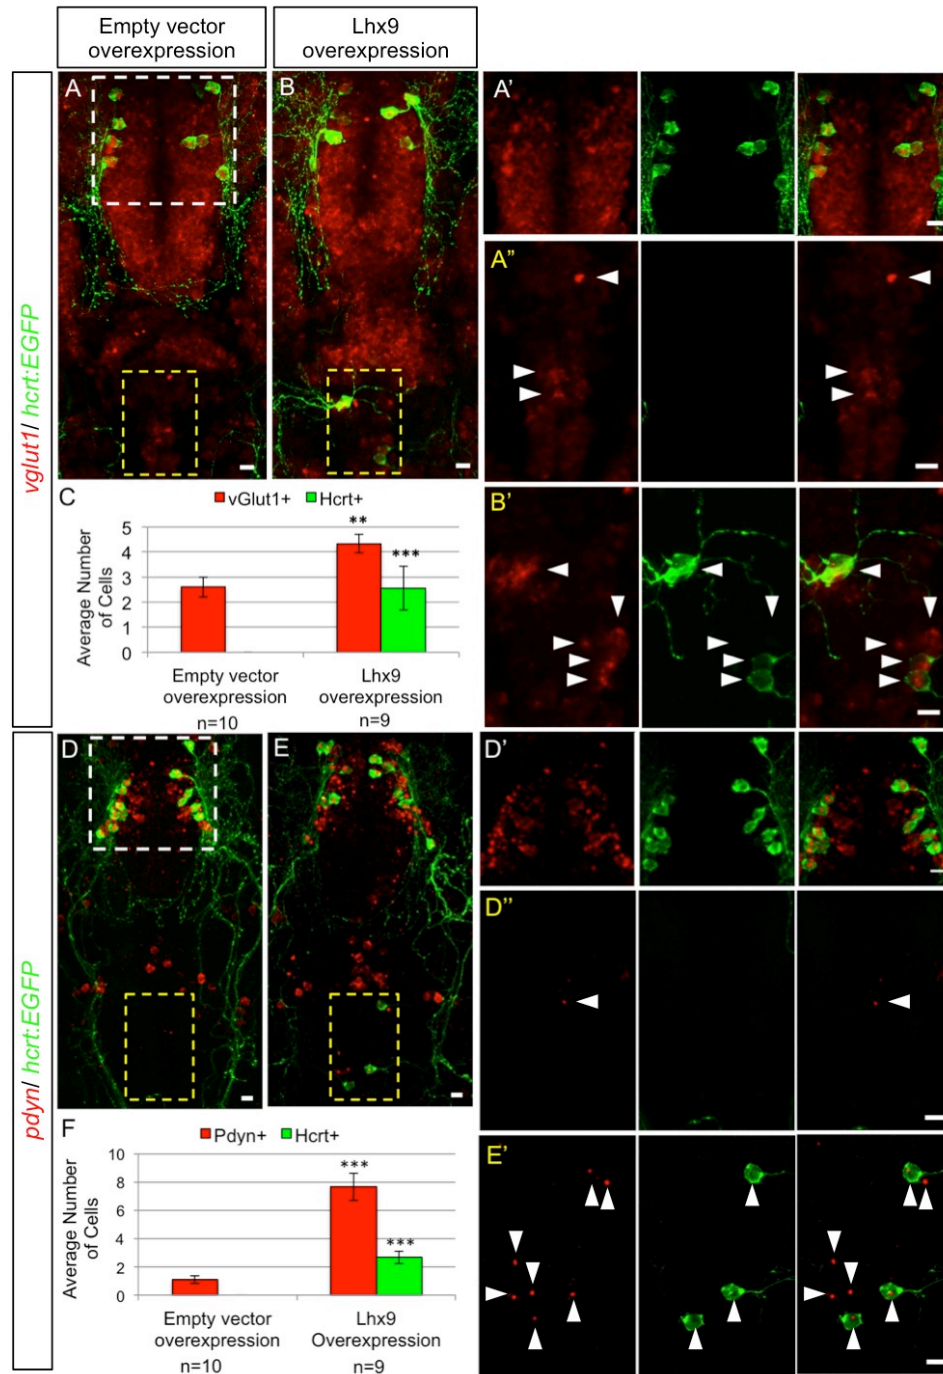 Empty vector
overexpression
Lhx9
overexpression
vglut1/ hcrt:EGFP
A
B
A'
A"
B'
C
vGlut1+
Hcrt+
Average Number
of Cells
5
4
3
2
1
0
**
***
Empty vector
overexpression
n=10
Lhx9
overexpression
n=9
pdyn/ hcrt:EGFP
D
E
D'
D"
E'
F
Pdyn+
Hcrt+
Average Number
of Cells
10
8
6
4
2
0
***
***
Empty vector
overexpression
n=10
Lhx9
Overexpression
n=9